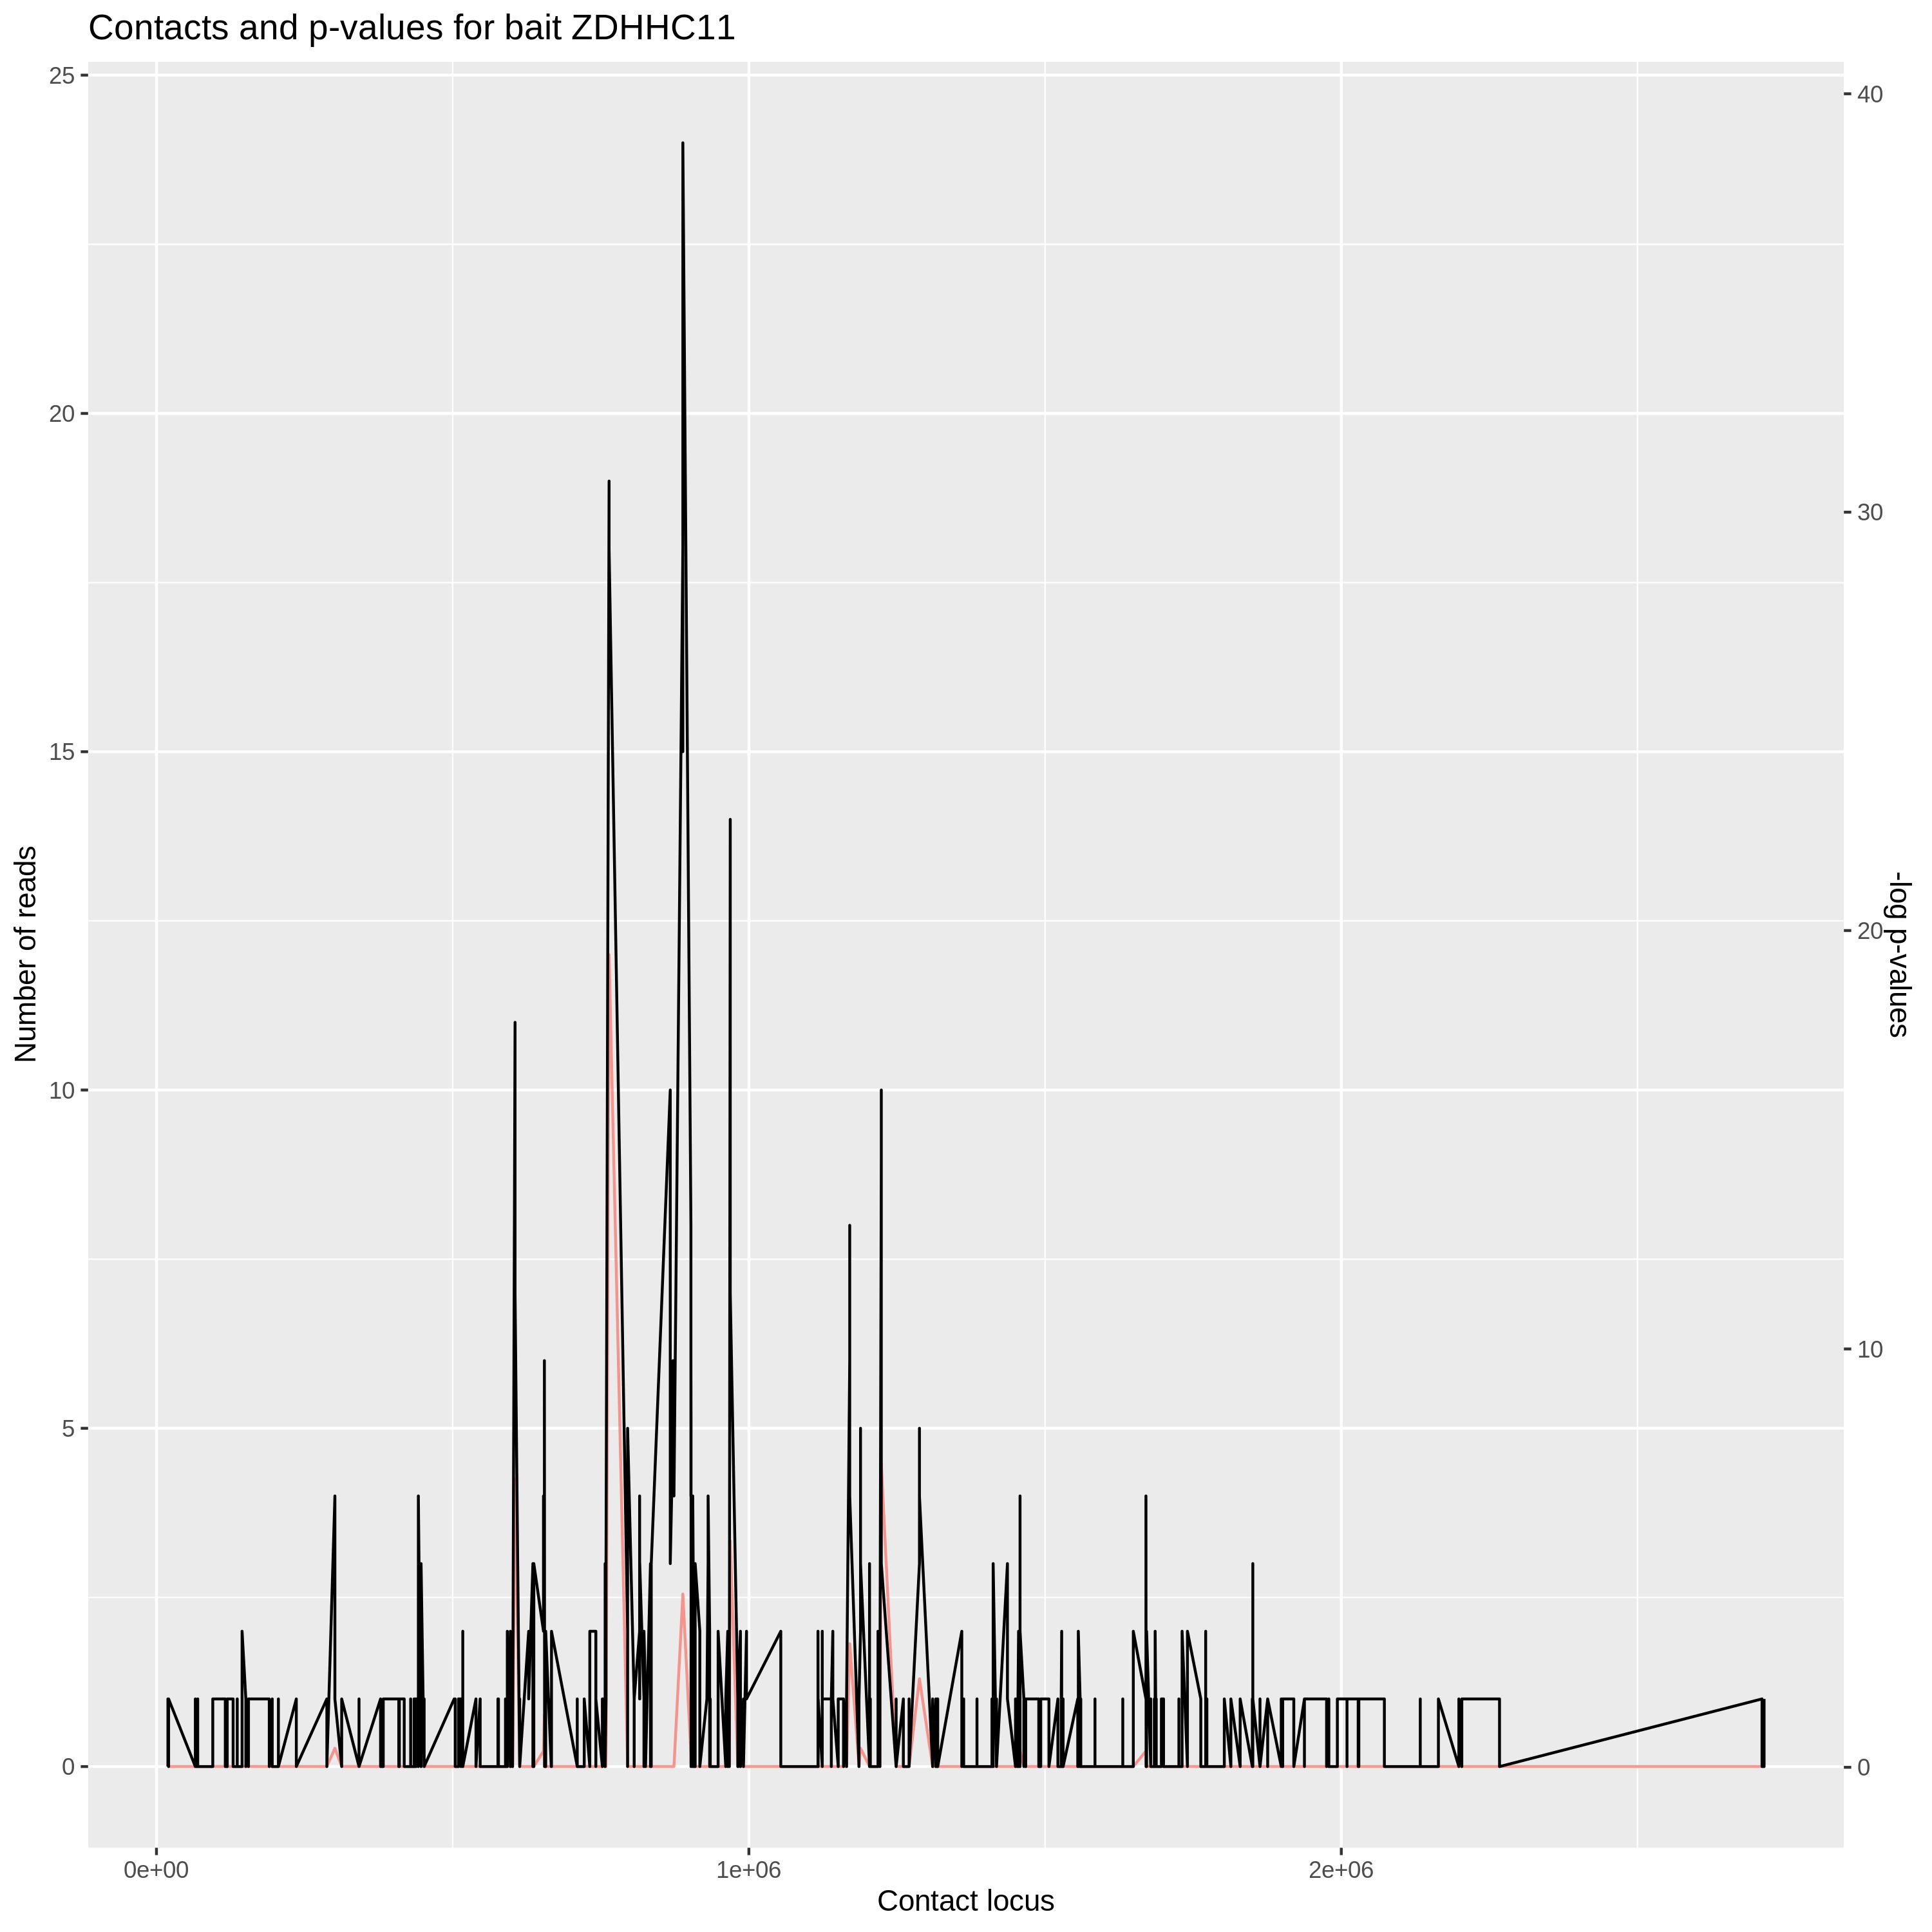 Contacts and p-values for bait ZDHHC11
25
20
15
10
5
0
Number of reads
40
30
20
10
0
-log p-values
0e+00
1e+06
2e+06
Contact locus